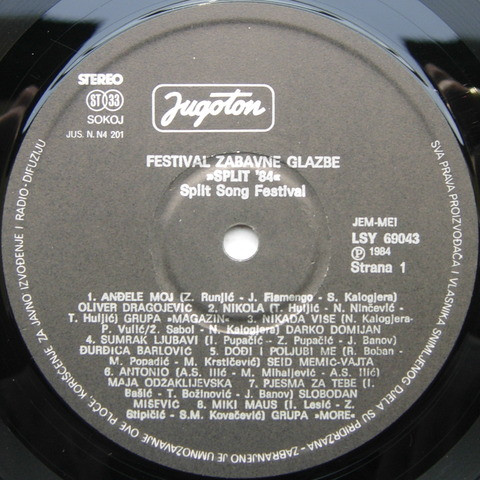 STEREO
ST 33
SOKOJ
JUS. N. N4 201
Jugoton
FESTIVAL ZABAVNE GLAZBE
»SPLIT '84«
Split Song Festival
JEM-MEI
LSY 69043
Ⓟ 1984
Strana 1
1. ANĐELE MOJ (Z. Runjić - J. Flamengo - S. Kalogjera)
OLIVER DRAGOJEVIĆ 2. NIKOLA (T. Huljić - N. Ninčević -
T. Huljić) GRUPA »MAGAZIN« 3. NIKADA VIŠE (N. Kalogjera-
P. Vulić/2. Sabol - N. Kalogjera) DARKO DOMIJAN
4. SUMRAK LJUBAVI (I. Pupačić - Z. Pupačić - J. Banov)
ĐURĐICA BARLOVIĆ 5. DOĐI I POLJUBI ME (R. Boban -
M. Popadić - M. Krstičević) SEID MEMIĆ-VAJTA
6. ANTONIO (A.S. Ilić - M. Mihaljević - A.S. Ilić)
MAJA ODŽAKLIJEVSKA 7. PJESMA ZA TEBE (I.
Bašić - T. Božinović - J. Banov) SLOBODAN
MIŠEVIĆ 8. MIKI MAUS (I. Lesić - Z.
Stipičić - S.M. Kovačević) GRUPA »MORE«
SVA PRAVA PROIZVOĐAČA I VLASNIKA SNIMLJENOG DJELA SU PRIDRŽANA - ZABRANJENO JE UMNOŽAVANJE OVE PLOČE, KORIŠĆENJE ZA JAVNO IZVOĐENJE I RADIO-DIFUZIJU